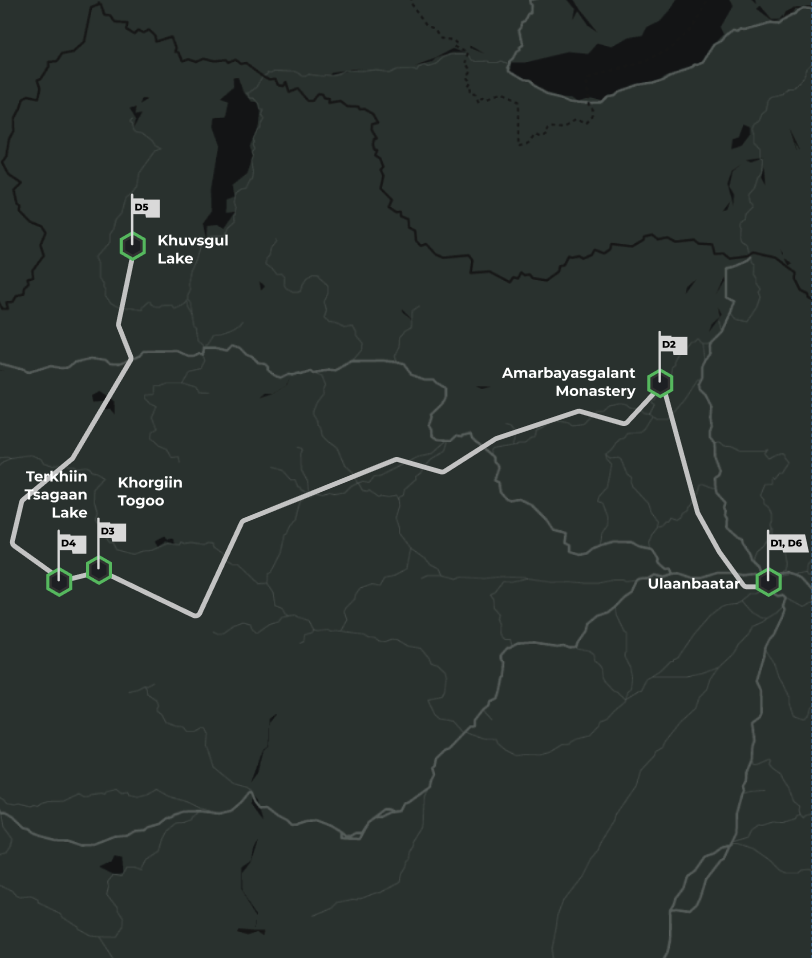 D5
Khuvsgul
Lake
D2
Amarbayasgalant
Monastery
Terkhiin
Tsagaan
Lake
Khorgiin
Togoo
D3
D4
D1, D6
Ulaanbaatar